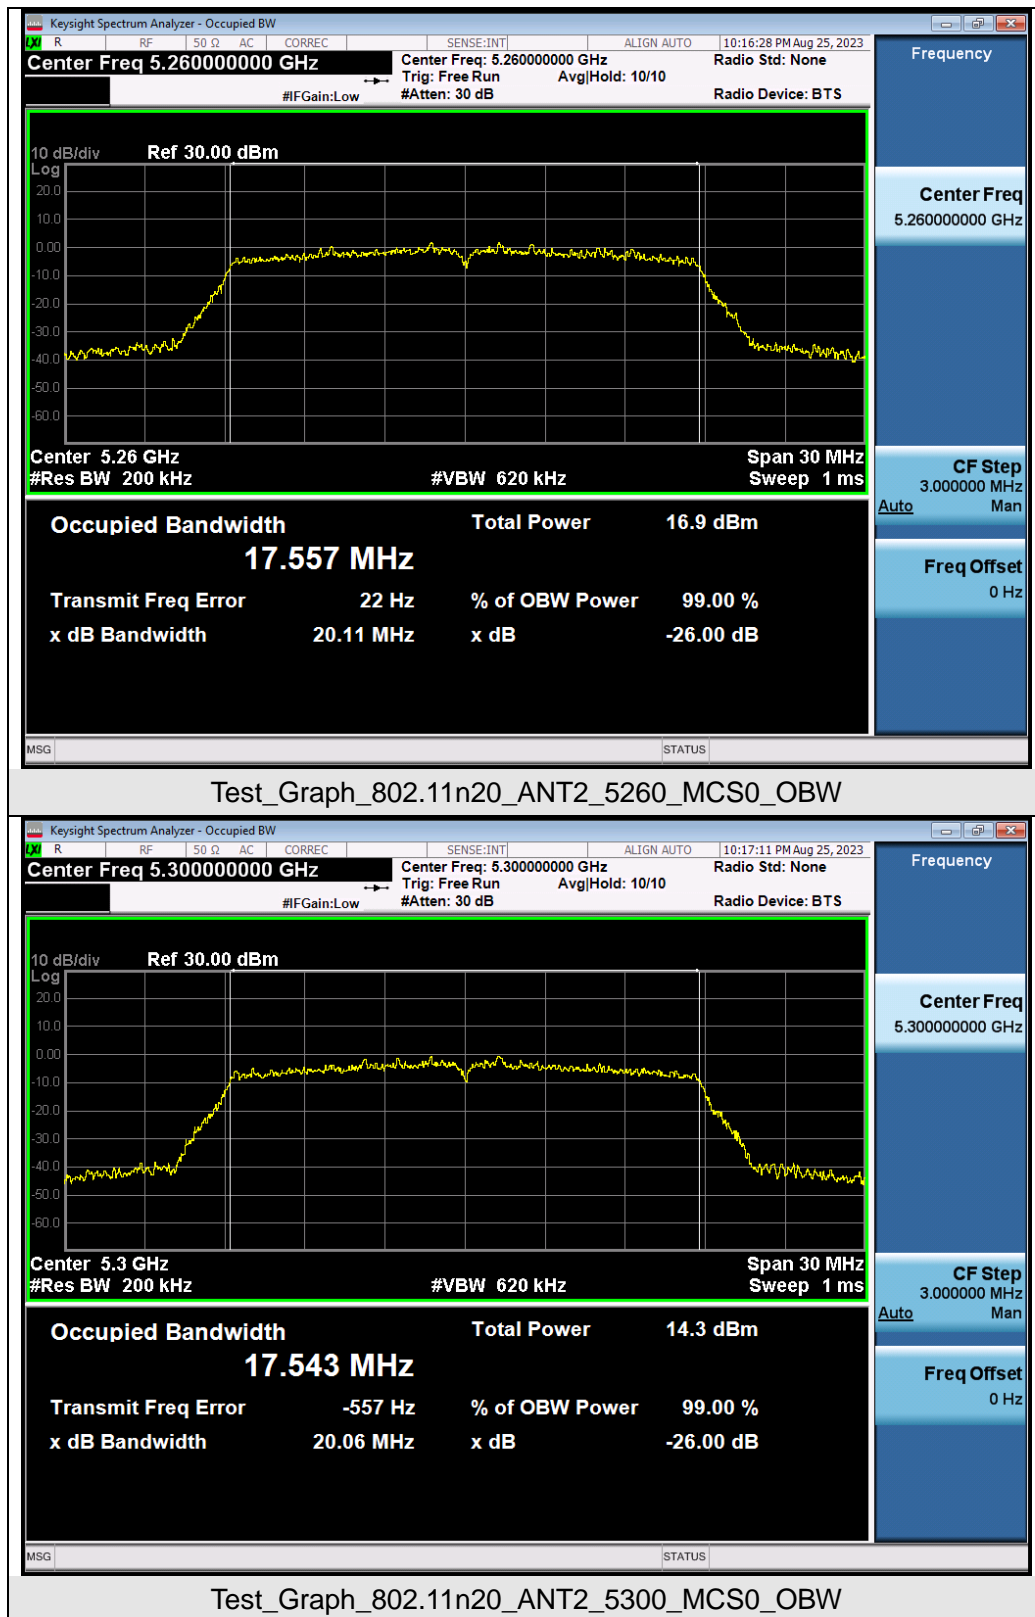 Keysight Spectrum Analyzer - Occupied BW
LXI R RF 50 Ω AC CORREC SENSE:INT ALIGN AUTO 10:16:28 PM Aug 25, 2023
Center Freq 5.260000000 GHz
Center Freq: 5.260000000 GHz Radio Std: None
Trig: Free Run Avg|Hold: 10/10
#IFGain:Low #Atten: 30 dB Radio Device: BTS
Frequency
10 dB/div Ref 30.00 dBm
Log
20.0
10.0
0.00
-10.0
-20.0
-30.0
-40.0
-50.0
-60.0
Center 5.26 GHz Span 30 MHz
#Res BW 200 kHz #VBW 620 kHz Sweep 1 ms
Center Freq
5.260000000 GHz
CF Step
3.000000 MHz
Auto Man
Freq Offset
0 Hz
Occupied Bandwidth Total Power 16.9 dBm
17.557 MHz
Transmit Freq Error 22 Hz % of OBW Power 99.00 %
x dB Bandwidth 20.11 MHz x dB -26.00 dB
MSG STATUS
Test_Graph_802.11n20_ANT2_5260_MCS0_OBW
Keysight Spectrum Analyzer - Occupied BW
LXI R RF 50 Ω AC CORREC SENSE:INT ALIGN AUTO 10:17:11 PM Aug 25, 2023
Center Freq 5.300000000 GHz
Center Freq: 5.300000000 GHz Radio Std: None
Trig: Free Run Avg|Hold: 10/10
#IFGain:Low #Atten: 30 dB Radio Device: BTS
Frequency
10 dB/div Ref 30.00 dBm
Log
20.0
10.0
0.00
-10.0
-20.0
-30.0
-40.0
-50.0
-60.0
Center 5.3 GHz Span 30 MHz
#Res BW 200 kHz #VBW 620 kHz Sweep 1 ms
Center Freq
5.300000000 GHz
CF Step
3.000000 MHz
Auto Man
Freq Offset
0 Hz
Occupied Bandwidth Total Power 14.3 dBm
17.543 MHz
Transmit Freq Error -557 Hz % of OBW Power 99.00 %
x dB Bandwidth 20.06 MHz x dB -26.00 dB
MSG STATUS
Test_Graph_802.11n20_ANT2_5300_MCS0_OBW